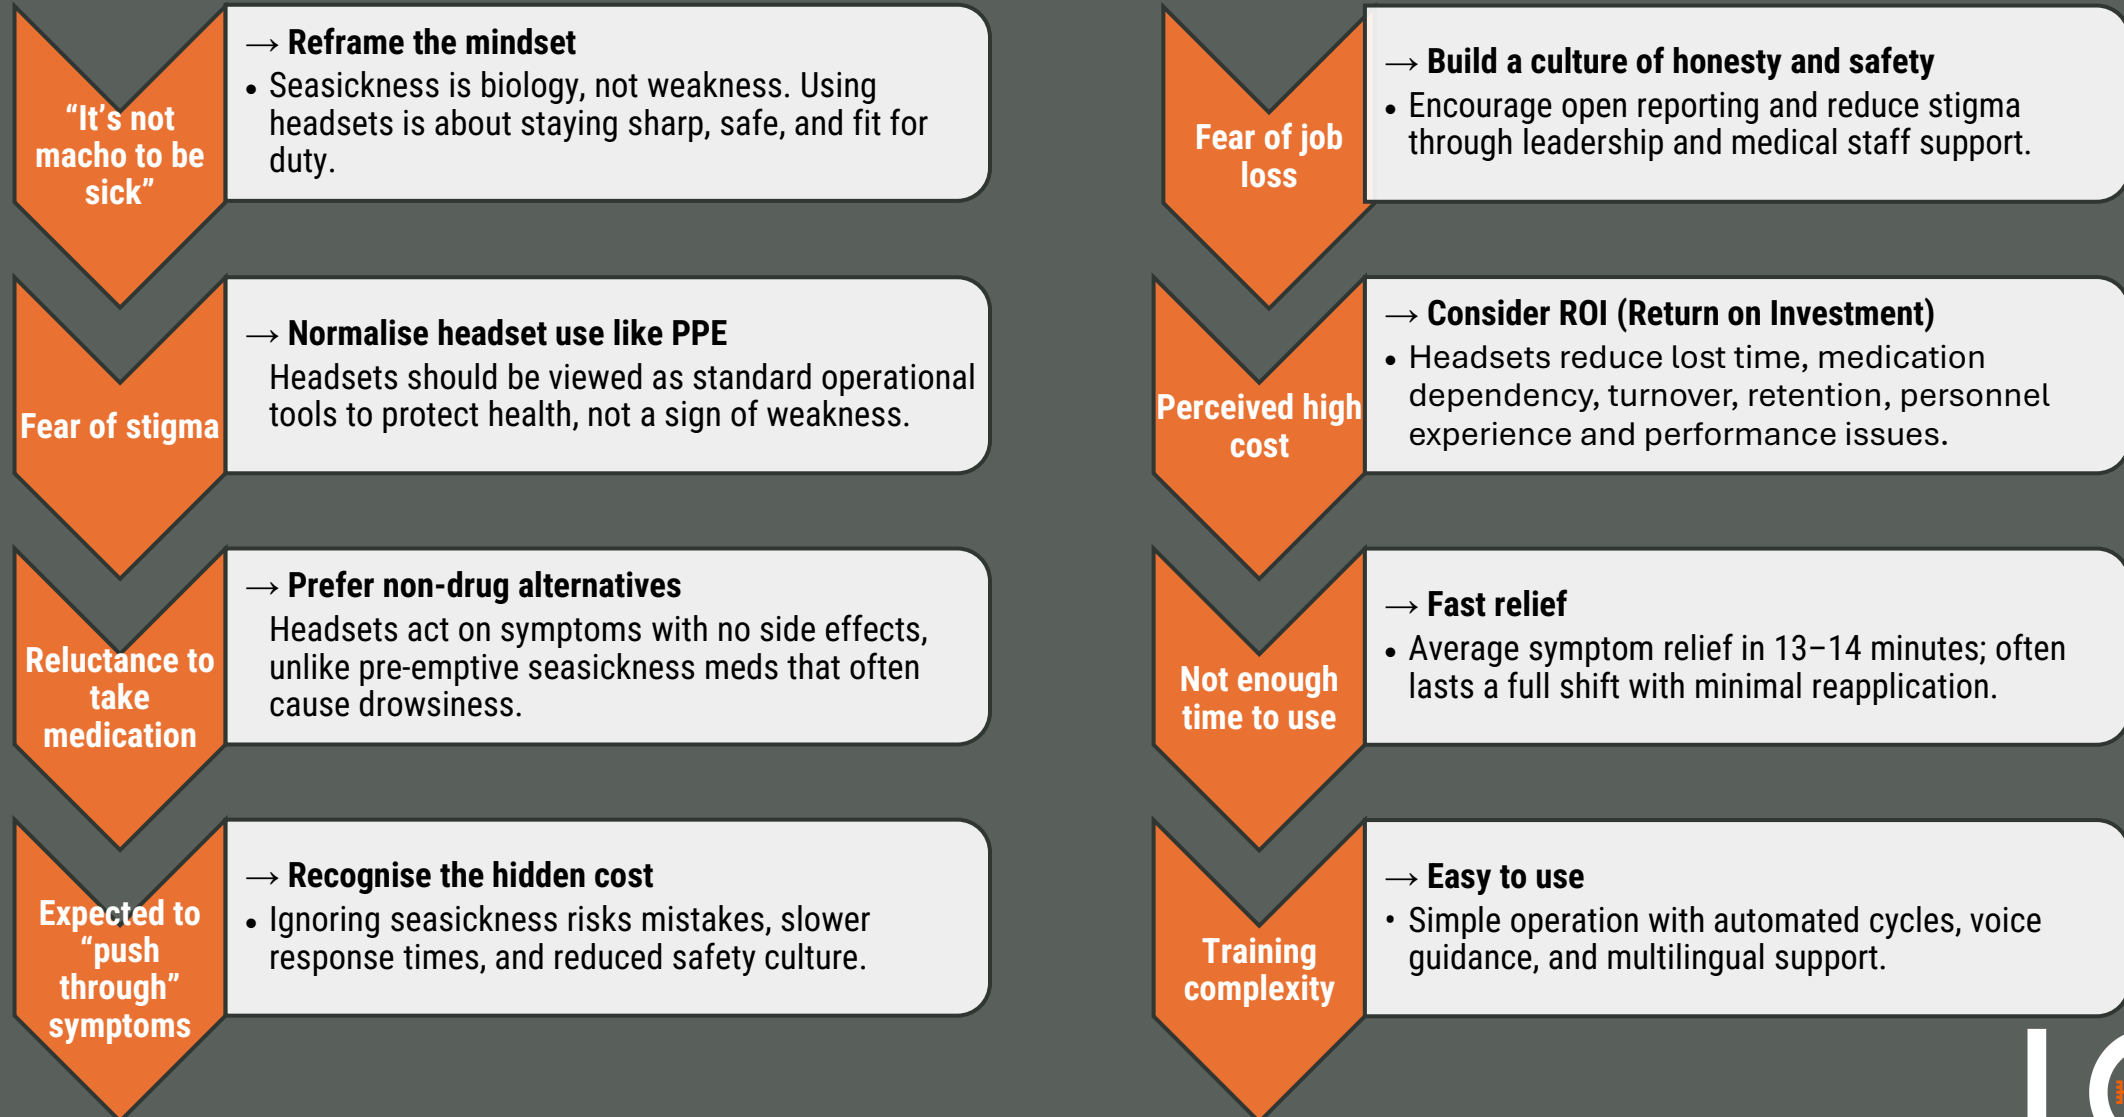 “It’s not
macho to be
sick”
→ Reframe the mindset
• Seasickness is biology, not weakness. Using
headsets is about staying sharp, safe, and fit for
duty.
Fear of stigma
→ Normalise headset use like PPE
Headsets should be viewed as standard operational
tools to protect health, not a sign of weakness.
Reluctance to
take
medication
→ Prefer non-drug alternatives
Headsets act on symptoms with no side effects,
unlike pre-emptive seasickness meds that often
cause drowsiness.
Expected to
“push
through”
symptoms
→ Recognise the hidden cost
• Ignoring seasickness risks mistakes, slower
response times, and reduced safety culture.
Fear of job
loss
→ Build a culture of honesty and safety
• Encourage open reporting and reduce stigma
through leadership and medical staff support.
Perceived high
cost
→ Consider ROI (Return on Investment)
• Headsets reduce lost time, medication
dependency, turnover, retention, personnel
experience and performance issues.
Not enough
time to use
→ Fast relief
• Average symptom relief in 13–14 minutes; often
lasts a full shift with minimal reapplication.
Training
complexity
→ Easy to use
• Simple operation with automated cycles, voice
guidance, and multilingual support.